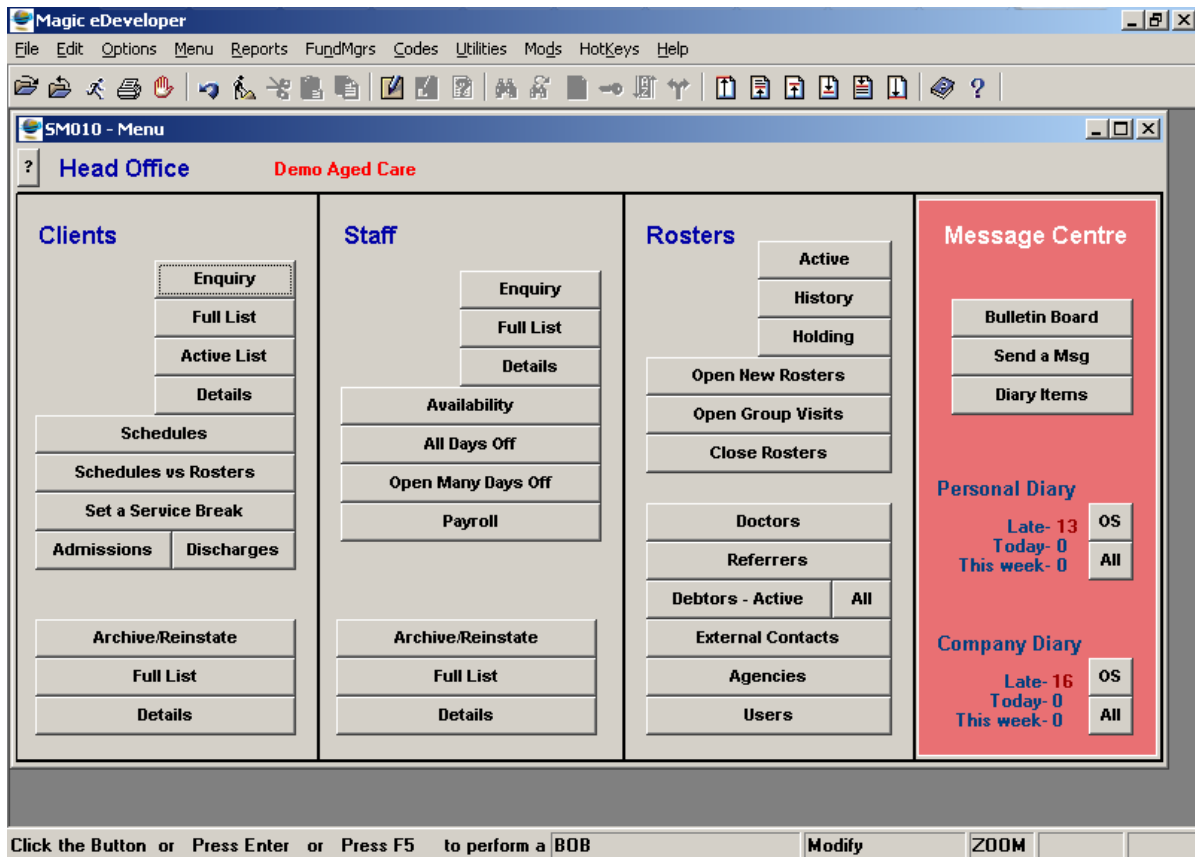 Magic eDeveloper
File Edit Options Menu Reports FundMgrs Codes Utilities Mods HotKeys Help
SM010 - Menu
? Head Office Demo Aged Care
Clients
Enquiry
Full List
Active List
Details
Schedules
Schedules vs Rosters
Set a Service Break
Admissions Discharges
Archive/Reinstate
Full List
Details
Staff
Enquiry
Full List
Details
Availability
All Days Off
Open Many Days Off
Payroll
Archive/Reinstate
Full List
Details
Rosters
Active
History
Holding
Open New Rosters
Open Group Visits
Close Rosters
Doctors
Referrers
Debtors - Active All
External Contacts
Agencies
Users
Message Centre
Bulletin Board
Send a Msg
Diary Items
Personal Diary
Late- 13 OS
Today- 0
This week- 0 All
Company Diary
Late- 16 OS
Today- 0
This week- 0 All
Click the Button or Press Enter or Press F5 to perform a BOB Modify ZOOM